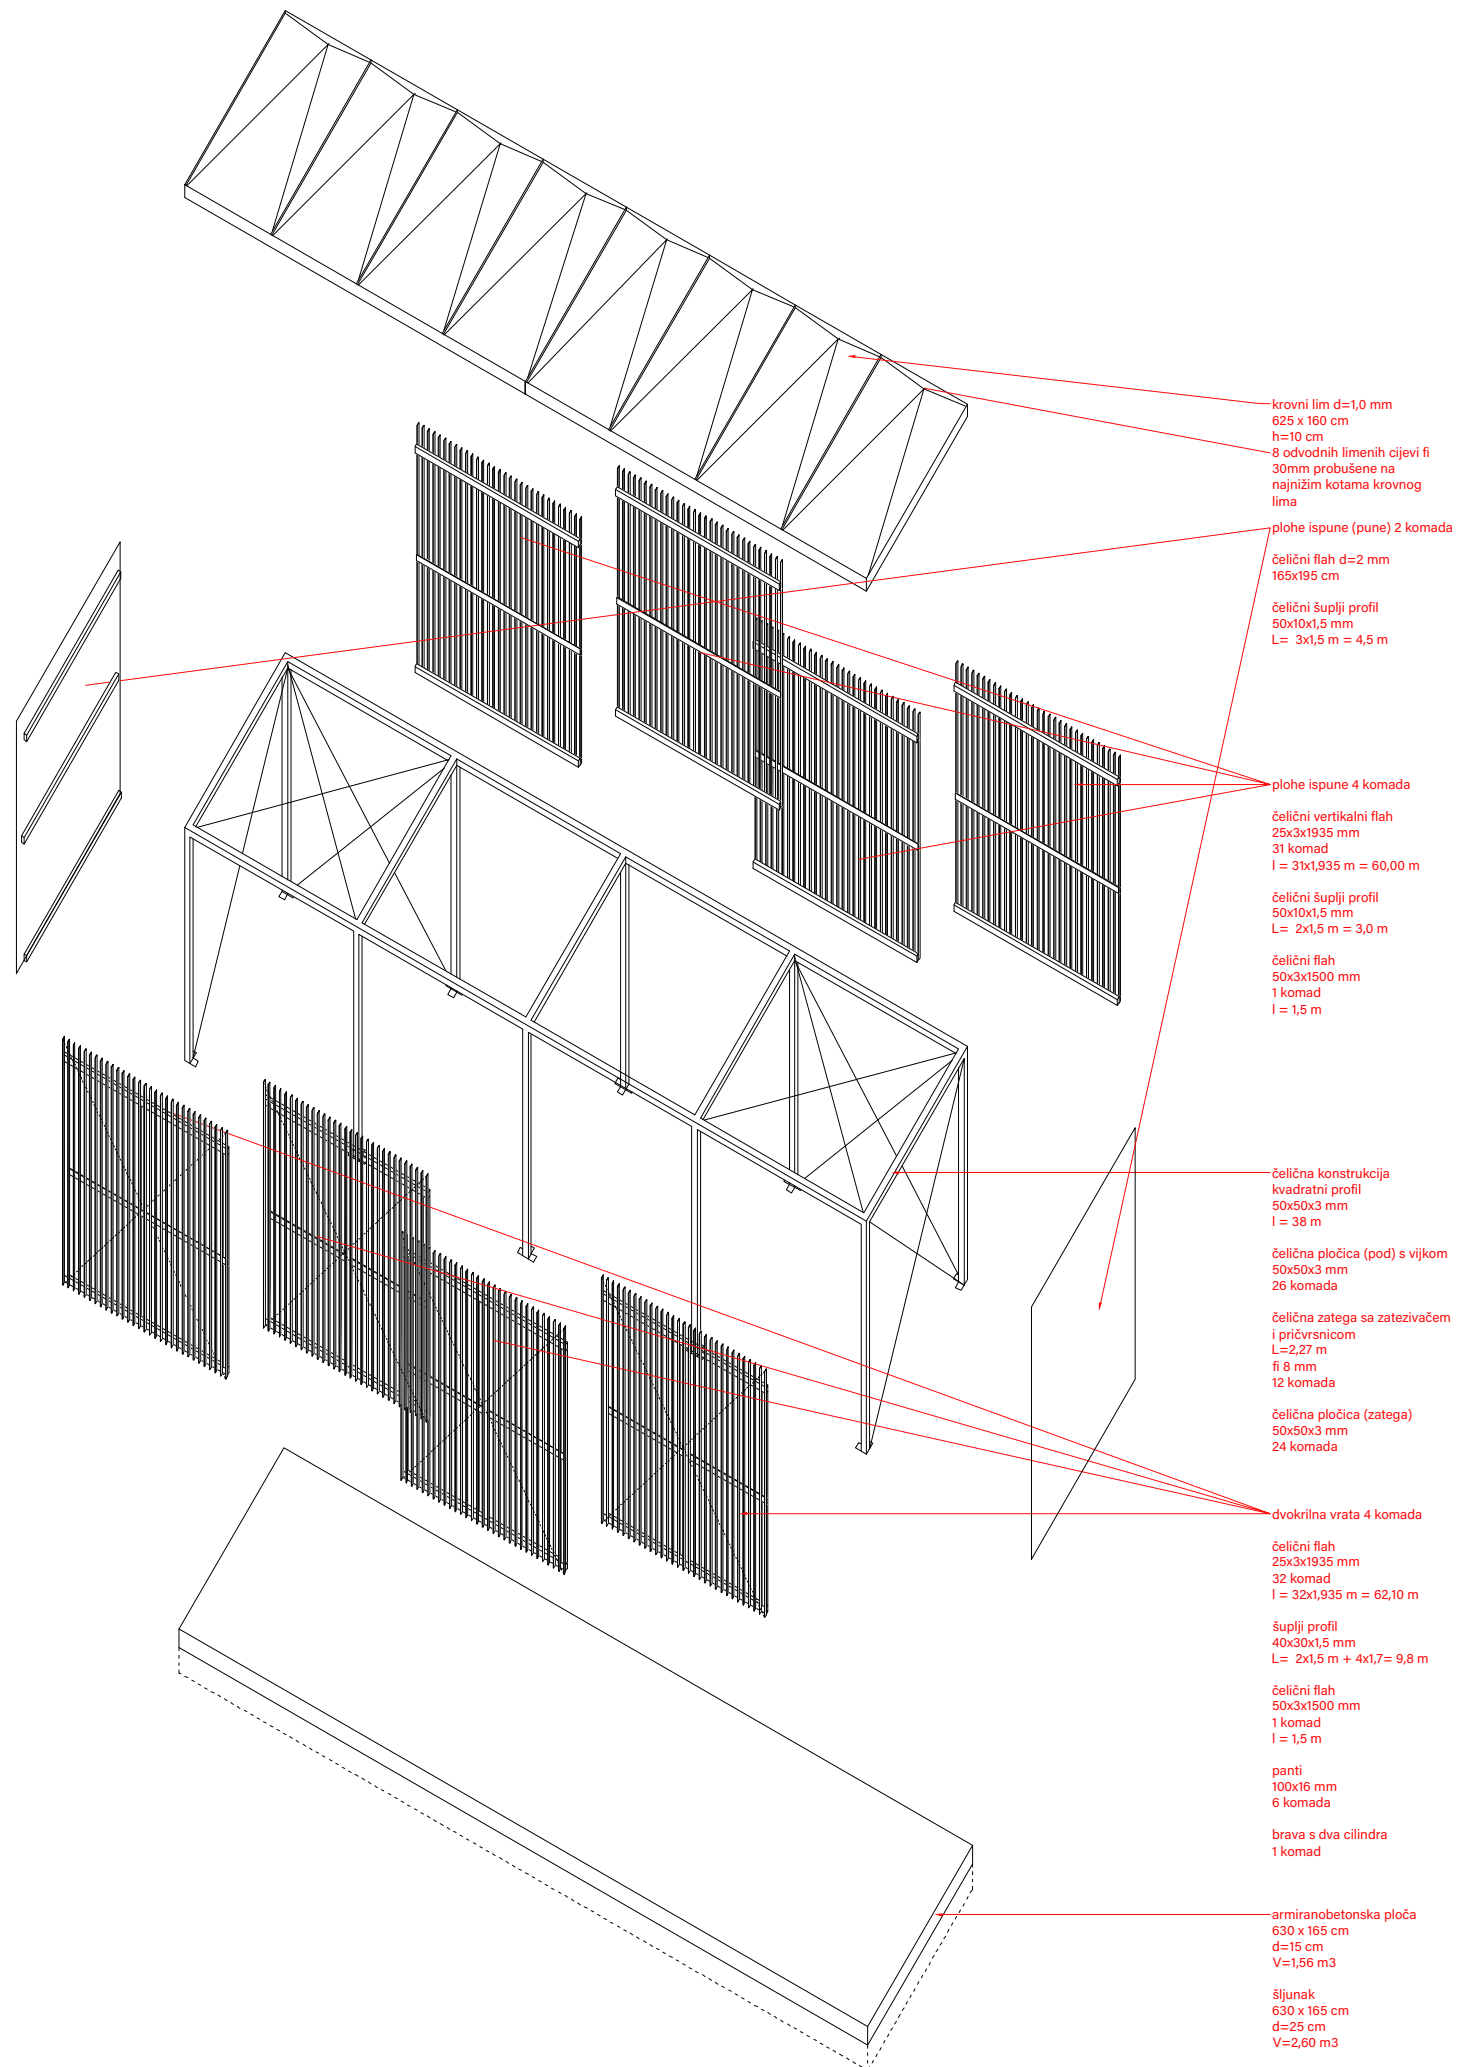 krovni lim d=1,0 mm
625 x 160 cm
h=10 cm
8 odvodnih limenih cijevi fi
30mm probušene na
najnižim kotama krovnog
lima
plohe ispune (pune) 2 komada
čelični flah d=2 mm
165x195 cm
čelični šuplji profil
50x10x1,5 mm
L= 3x1,5 m = 4,5 m
plohe ispune 4 komada
čelični vertikalni flah
25x3x1935 mm
31 komad
l = 31x1,935 m = 60,00 m
čelični šuplji profil
50x10x1,5 mm
L= 2x1,5 m = 3,0 m
čelični flah
50x3x1500 mm
1 komad
l = 1,5 m
čelična konstrukcija
kvadratni profil
50x50x3 mm
l = 38 m
čelična pločica (pod) s vijkom
50x50x3 mm
26 komada
čelična zatega sa zatezivačem
i pričvrsnicom
L=2,27 m
fi 8 mm
12 komada
čelična pločica (zatega)
50x50x3 mm
24 komada
dvokrilna vrata 4 komada
čelični flah
25x3x1935 mm
32 komad
l = 32x1,935 m = 62,10 m
šuplji profil
40x30x1,5 mm
L= 2x1,5 m + 4x1,7= 9,8 m
čelični flah
50x3x1500 mm
1 komad
l = 1,5 m
panti
100x16 mm
6 komada
brava s dva cilindra
1 komad
armiranobetonska ploča
630 x 165 cm
d=15 cm
V=1,56 m3
šljunak
630 x 165 cm
d=25 cm
V=2,60 m3